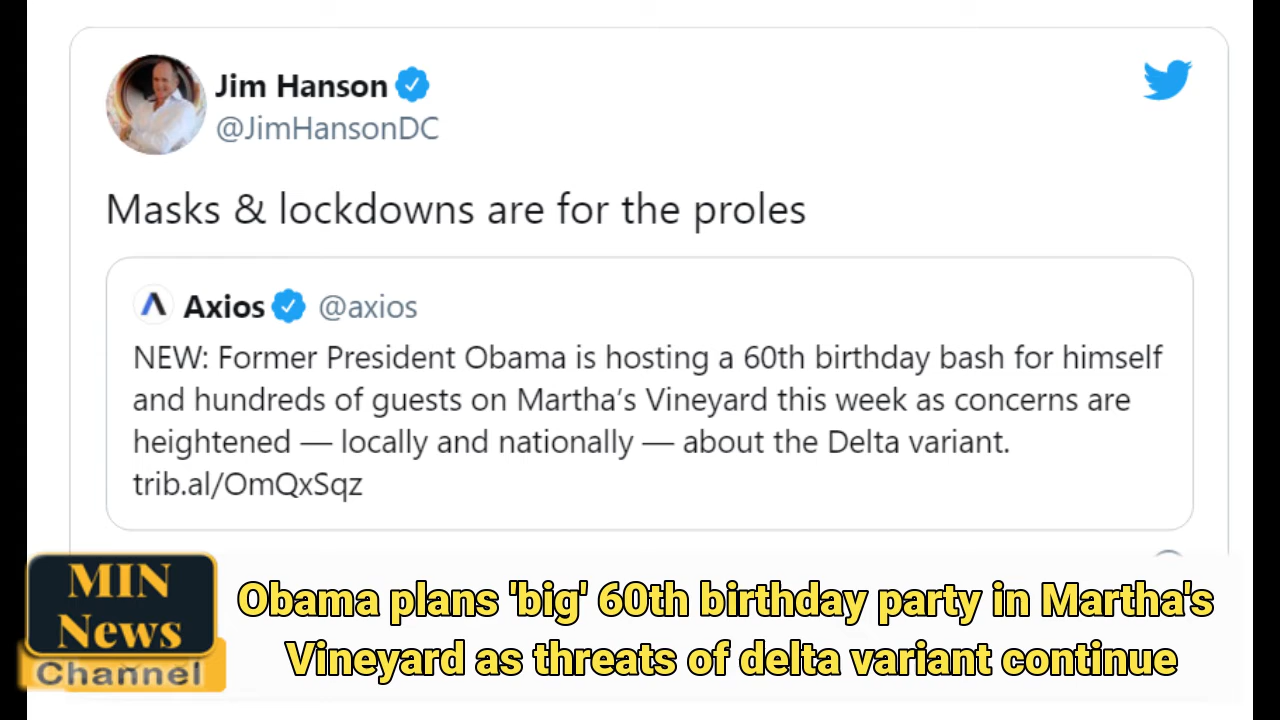 Jim Hanson
@JimHansonDC
Masks & lockdowns are for the proles
Axios @axios
NEW: Former President Obama is hosting a 60th birthday bash for himself
and hundreds of guests on Martha’s Vineyard this week as concerns are
heightened — locally and nationally — about the Delta variant.
trib.al/OmQxSqz
MIN
News
Channel
Obama plans 'big' 60th birthday party in Martha's
Vineyard as threats of delta variant continue